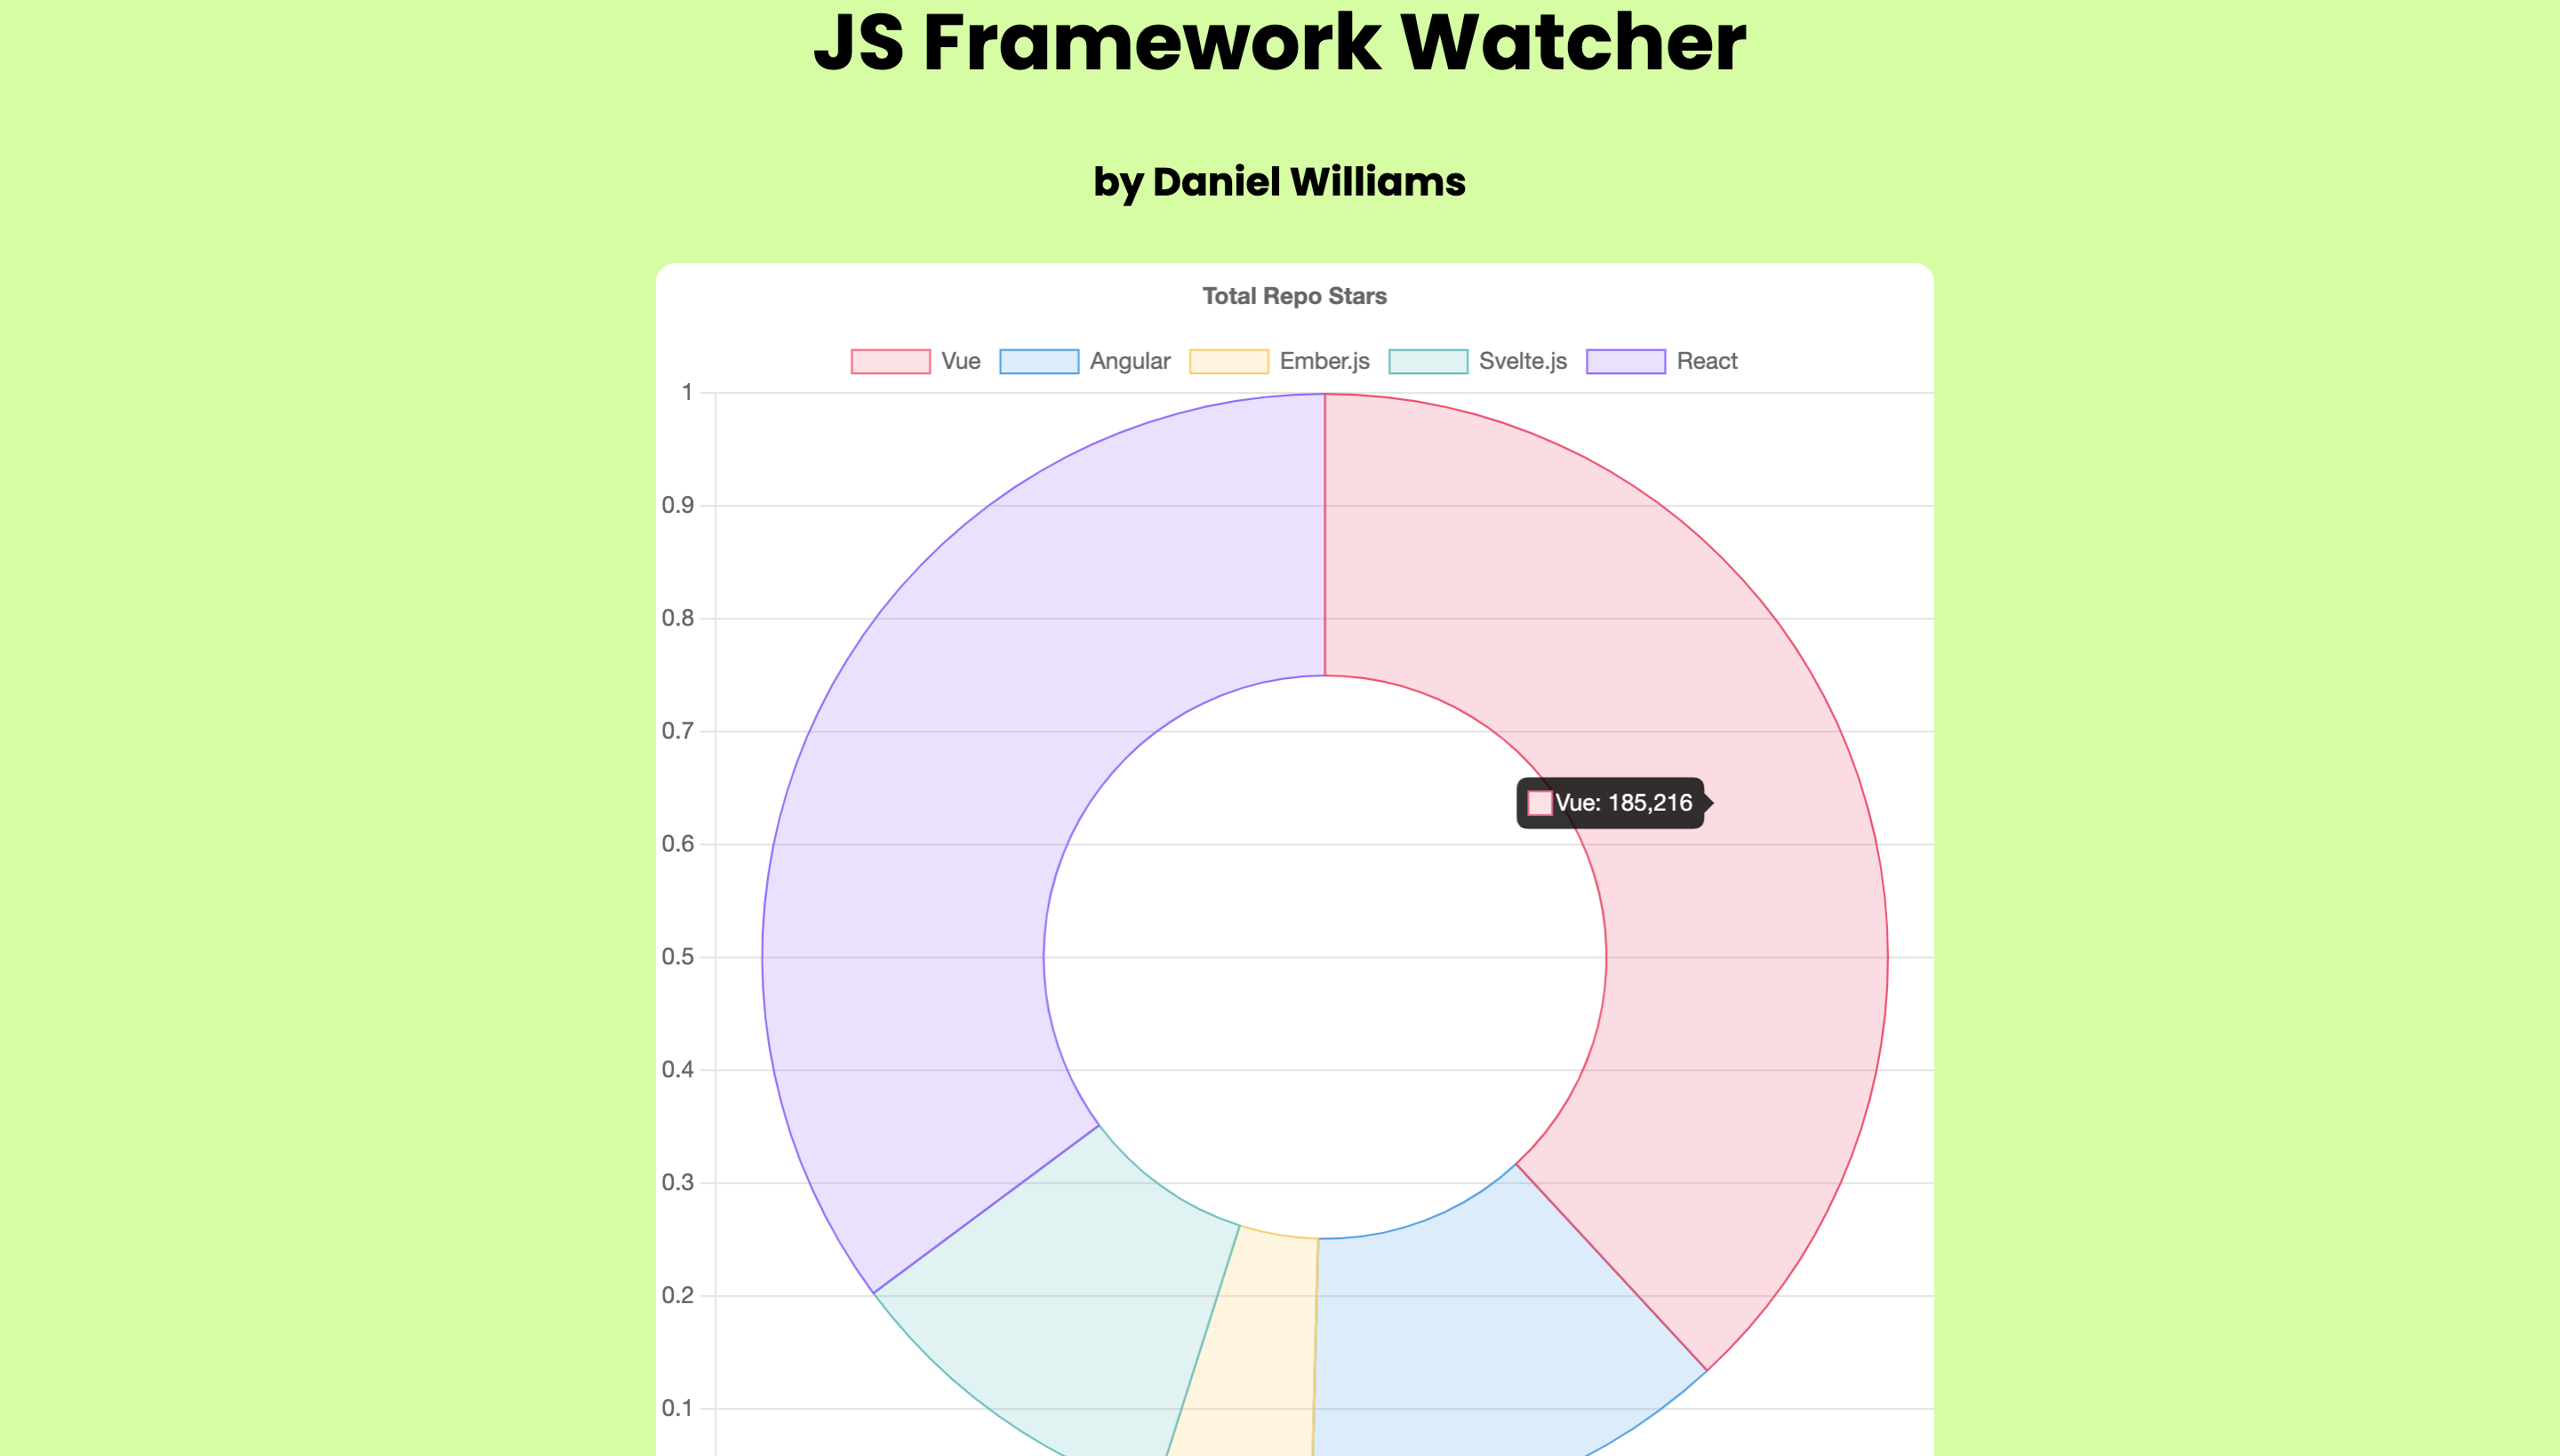 JS Framework Watcher
by Daniel Williams
Total Repo Stars
Vue Angular Ember.js Svelte.js React
1
0.9
0.8
0.7
Vue: 185,216
0.6
0.5
0.4
0.3
0.2
0.1